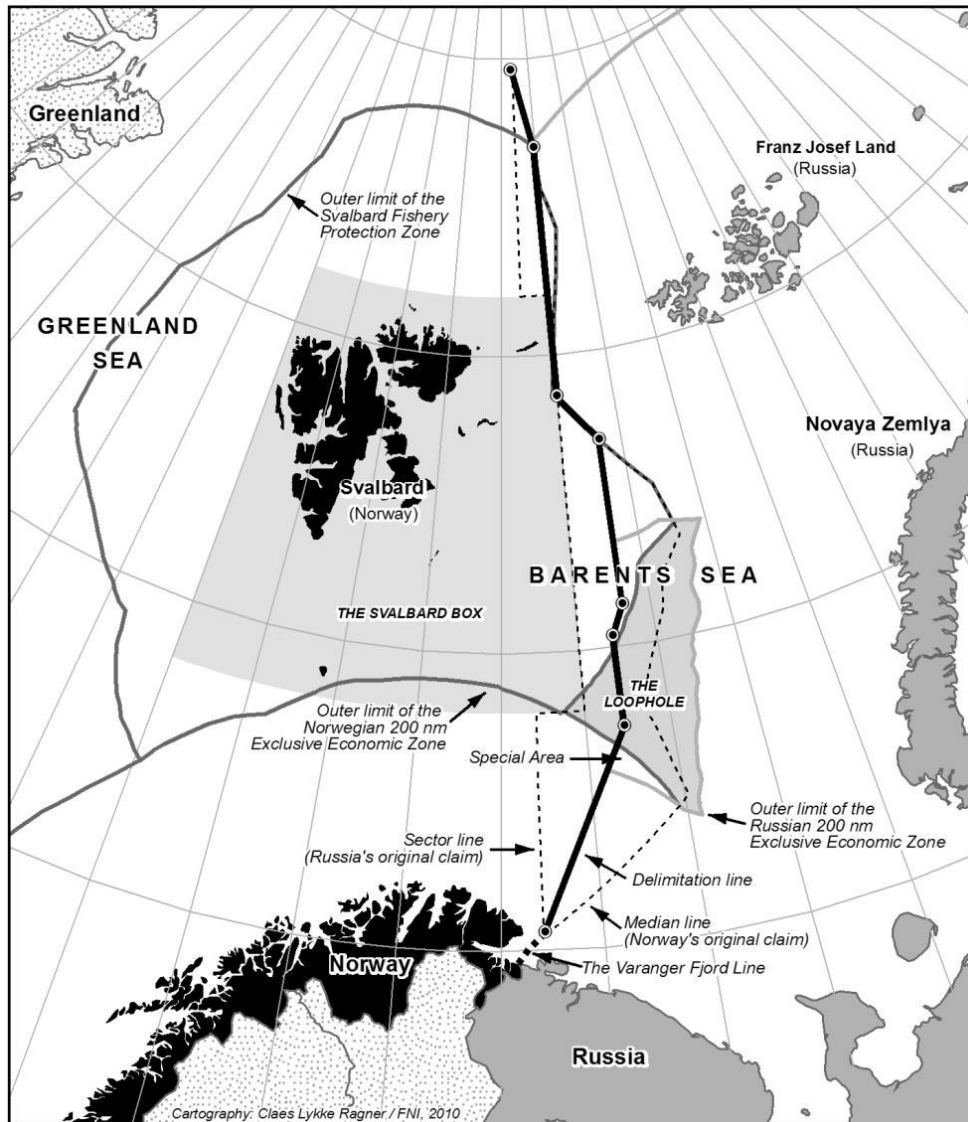 Greenland
Franz Josef Land
(Russia)
Outer limit of the
Svalbard Fishery
Protection Zone
GREENLAND
SEA
Novaya Zemlya
(Russia)
Svalbard
(Norway)
BARENTS SEA
THE SVALBARD BOX
THE
LOOPHOLE
Outer limit of the
Norwegian 200 nm
Exclusive Economic Zone
Special Area
Outer limit of the
Russian 200 nm
Exclusive Economic Zone
Sector line
(Russia's original claim)
Delimitation line
Median line
(Norway's original claim)
Norway
The Varanger Fjord Line
Russia
Cartography: Claes Lykke Ragner / FNI, 2010